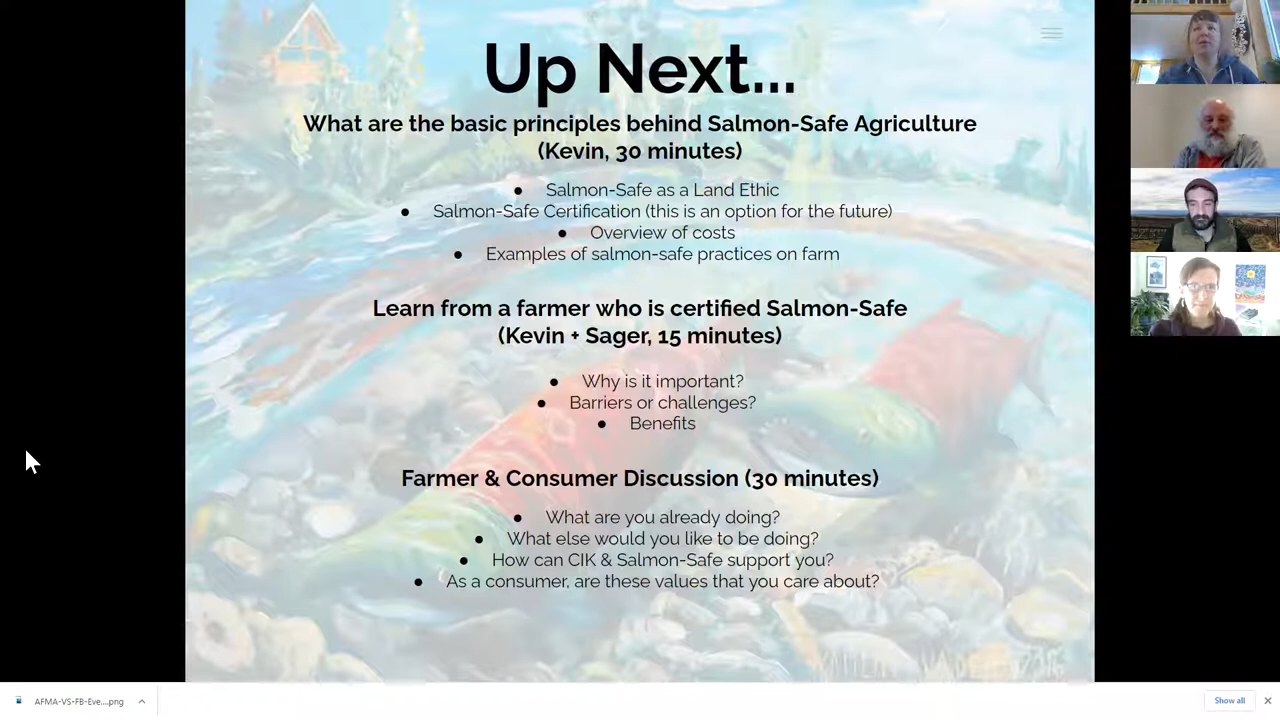 Up Next...
What are the basic principles behind Salmon-Safe Agriculture
(Kevin, 30 minutes)
● Salmon-Safe as a Land Ethic
● Salmon-Safe Certification (this is an option for the future)
● Overview of costs
● Examples of salmon-safe practices on farm
Learn from a farmer who is certified Salmon-Safe
(Kevin + Sager, 15 minutes)
● Why is it important?
● Barriers or challenges?
● Benefits
Farmer & Consumer Discussion (30 minutes)
● What are you already doing?
● What else would you like to be doing?
● How can CIK & Salmon-Safe support you?
● As a consumer, are these values that you care about?
AFMA-VS-FB-Eve....png
Show all